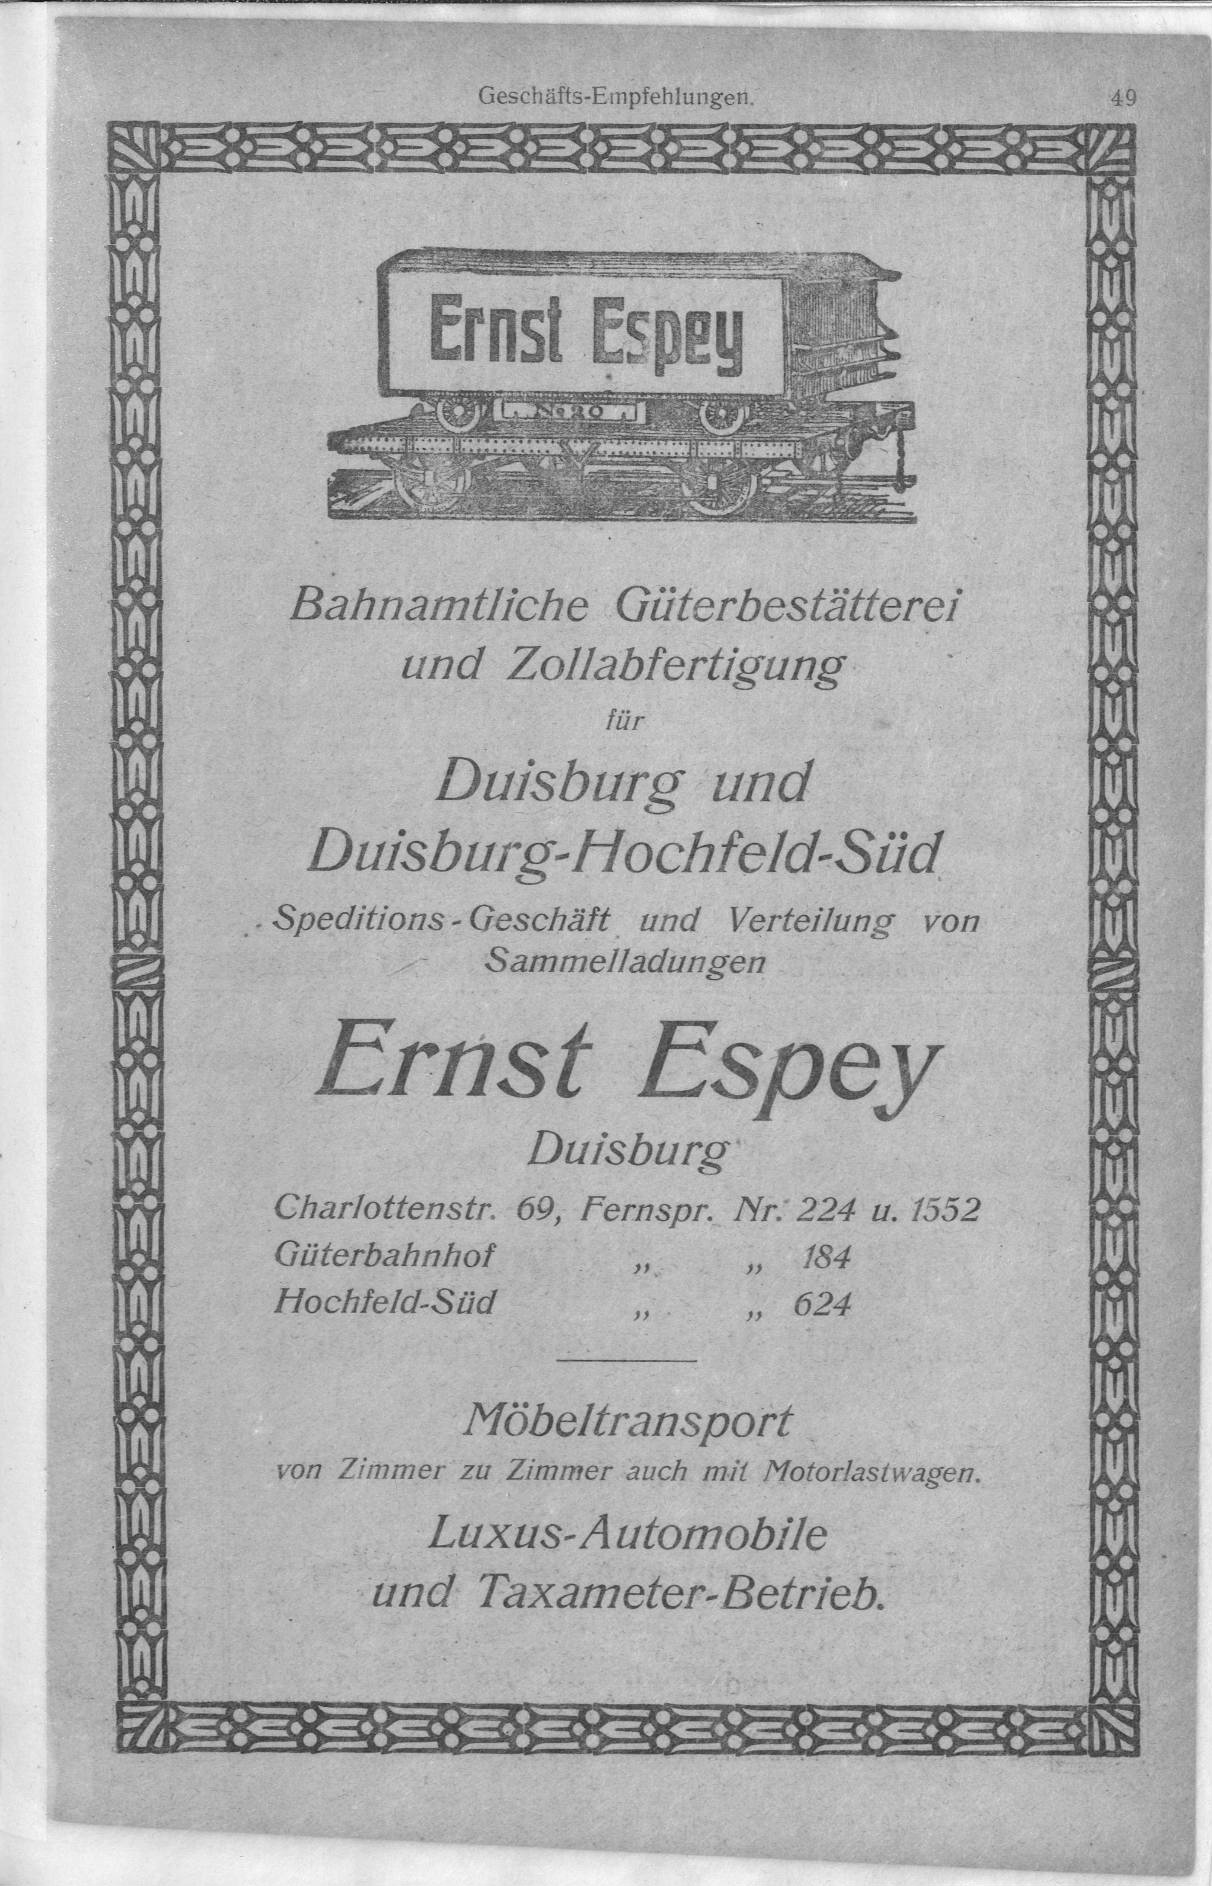 Geschäfts-Empfehlungen. 49
Ernst Espey
No 20
Bahnamtliche Güterbestätterei
und Zollabfertigung
für
Duisburg und
Duisburg-Hochfeld-Süd
Speditions-Geschäft und Verteilung von
Sammelladungen
Ernst Espey
Duisburg
Charlottenstr. 69, Fernspr. Nr. 224 u. 1552
Güterbahnhof „ „ 184
Hochfeld-Süd „ „ 624
Möbeltransport
von Zimmer zu Zimmer auch mit Motorlastwagen.
Luxus-Automobile
und Taxameter-Betrieb.